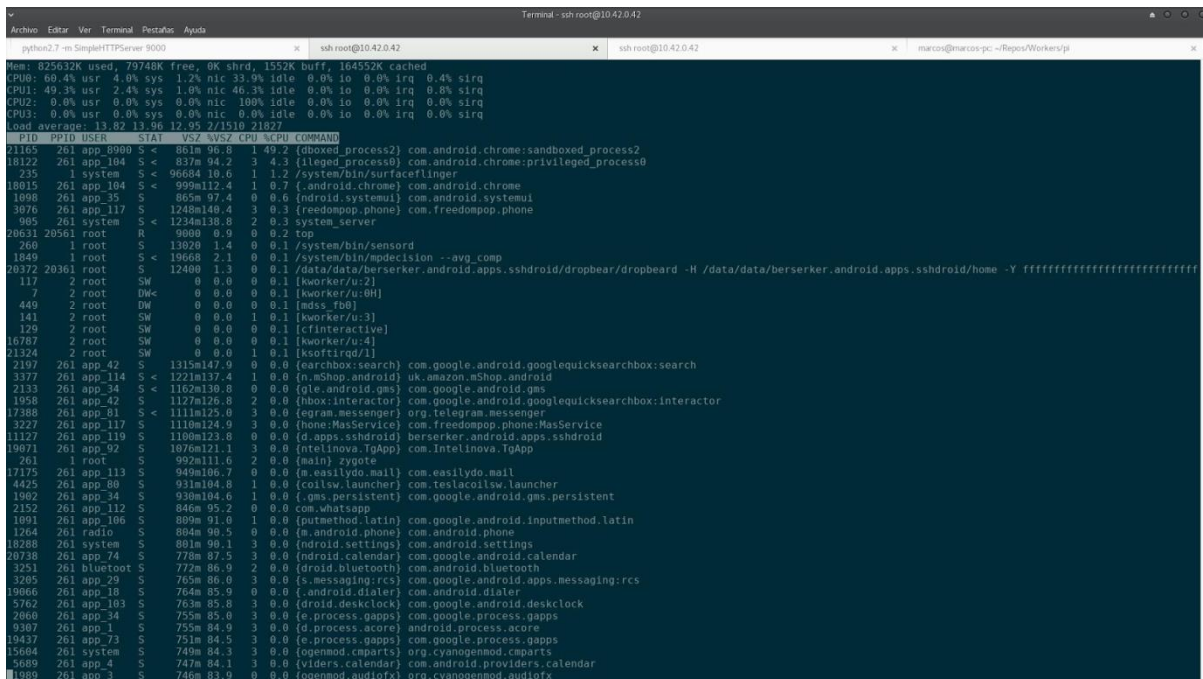 Terminal - ssh root@10.42.0.42
Archivo Editar Ver Terminal Pestañas Ayuda
python2.7 -m SimpleHTTPServer 9000 × ssh root@10.42.0.42 × ssh root@10.42.0.42 × marcos@marcos-pc: ~/Repos/Workers/pi ×
Mem: 825632K used, 79748K free, 0K shrd, 1552K buff, 164552K cached
CPU0: 60.4% usr 4.0% sys 1.2% nic 33.9% idle 0.0% io 0.0% irq 0.4% sirq
CPU1: 49.3% usr 2.4% sys 1.0% nic 46.3% idle 0.0% io 0.0% irq 0.8% sirq
CPU2: 0.0% usr 0.0% sys 0.0% nic 100% idle 0.0% io 0.0% irq 0.0% sirq
CPU3: 0.0% usr 0.0% sys 0.0% nic 0.0% idle 0.0% io 0.0% irq 0.0% sirq
Load average: 13.82 13.96 12.95 2/1510 21827
PID PPID USER STAT VSZ %VSZ CPU %CPU COMMAND
21165 261 app_8900 S < 861m 96.8 1 49.2 {dboxed_process2} com.android.chrome:sandboxed_process2
18122 261 app_104 S < 837m 94.2 3 4.3 {ileged_process0} com.android.chrome:privileged_process0
235 1 system S < 96684 10.6 1 1.2 /system/bin/surfaceflinger
18015 261 app_104 S < 999m112.4 1 0.7 {.android.chrome} com.android.chrome
1098 261 app_35 S 865m 97.4 0 0.6 {ndroid.systemui} com.android.systemui
3076 261 app_117 S 1248m140.4 3 0.3 {reedompop.phone} com.freedompop.phone
905 261 system S < 1234m138.8 2 0.3 system_server
20631 20561 root R 9000 0.9 0 0.2 top
260 1 root S 13020 1.4 0 0.1 /system/bin/sensord
1849 1 root S < 19668 2.1 0 0.1 /system/bin/mpdecision --avg_comp
20372 20361 root S 12400 1.3 0 0.1 /data/data/berserker.android.apps.sshdroid/dropbear/dropbeard -H /data/data/berserker.android.apps.sshdroid/home -Y ffffffffffffffffffffffffffff
117 2 root SW 0 0.0 0 0.1 [kworker/u:2]
7 2 root DW< 0 0.0 0 0.1 [kworker/u:0H]
449 2 root DW 0 0.0 0 0.1 [mdss_fb0]
141 2 root SW 0 0.0 1 0.1 [kworker/u:3]
129 2 root SW 0 0.0 0 0.1 [cfinteractive]
16787 2 root SW 0 0.0 0 0.1 [kworker/u:4]
21324 2 root SW 0 0.0 1 0.1 [ksoftirqd/1]
2197 261 app_42 S 1315m147.9 0 0.0 {earchbox:search} com.google.android.googlequicksearchbox:search
3377 261 app_114 S < 1221m137.4 1 0.0 {n.mShop.android} uk.amazon.mShop.android
2133 261 app_34 S < 1162m130.8 0 0.0 {gle.android.gms} com.google.android.gms
1958 261 app_42 S 1127m126.8 2 0.0 {hbox:interactor} com.google.android.googlequicksearchbox:interactor
17388 261 app_81 S < 1111m125.0 3 0.0 {egram.messenger} org.telegram.messenger
3227 261 app_117 S 1110m124.9 3 0.0 {hone:MasService} com.freedompop.phone:MasService
11127 261 app_119 S 1100m123.8 0 0.0 {d.apps.sshdroid} berserker.android.apps.sshdroid
19071 261 app_92 S 1076m121.1 3 0.0 {ntelinova.TgApp} com.Intelinova.TgApp
261 1 root S 992m111.6 2 0.0 {main} zygote
17175 261 app_113 S 949m106.7 0 0.0 {m.easilydo.mail} com.easilydo.mail
4425 261 app_80 S 931m104.8 1 0.0 {coilsw.launcher} com.teslacoilsw.launcher
1902 261 app_34 S 930m104.6 1 0.0 {.gms.persistent} com.google.android.gms.persistent
2152 261 app_112 S 846m 95.2 0 0.0 com.whatsapp
1091 261 app_106 S 809m 91.0 1 0.0 {putmethod.latin} com.google.android.inputmethod.latin
1264 261 radio S 804m 90.5 0 0.0 {m.android.phone} com.android.phone
18288 261 system S 801m 90.1 3 0.0 {ndroid.settings} com.android.settings
20738 261 app_74 S 778m 87.5 3 0.0 {ndroid.calendar} com.google.android.calendar
3251 261 bluetoot S 772m 86.9 2 0.0 {droid.bluetooth} com.android.bluetooth
3205 261 app_29 S 765m 86.0 3 0.0 {s.messaging:rcs} com.google.android.apps.messaging:rcs
19066 261 app_18 S 764m 85.9 0 0.0 {.android.dialer} com.android.dialer
5762 261 app_103 S 763m 85.8 3 0.0 {droid.deskclock} com.google.android.deskclock
2060 261 app_34 S 755m 85.0 3 0.0 {e.process.gapps} com.google.process.gapps
9307 261 app_1 S 755m 84.9 3 0.0 {d.process.acore} android.process.acore
19437 261 app_73 S 751m 84.5 3 0.0 {e.process.gapps} com.google.process.gapps
15604 261 system S 749m 84.3 3 0.0 {ogenmod.cmparts} org.cyanogenmod.cmparts
5689 261 app_4 S 747m 84.1 3 0.0 {viders.calendar} com.android.providers.calendar
1989 261 app_3 S 746m 83.9 0 0.0 {ogenmod.audiofx} org.cyanogenmod.audiofx